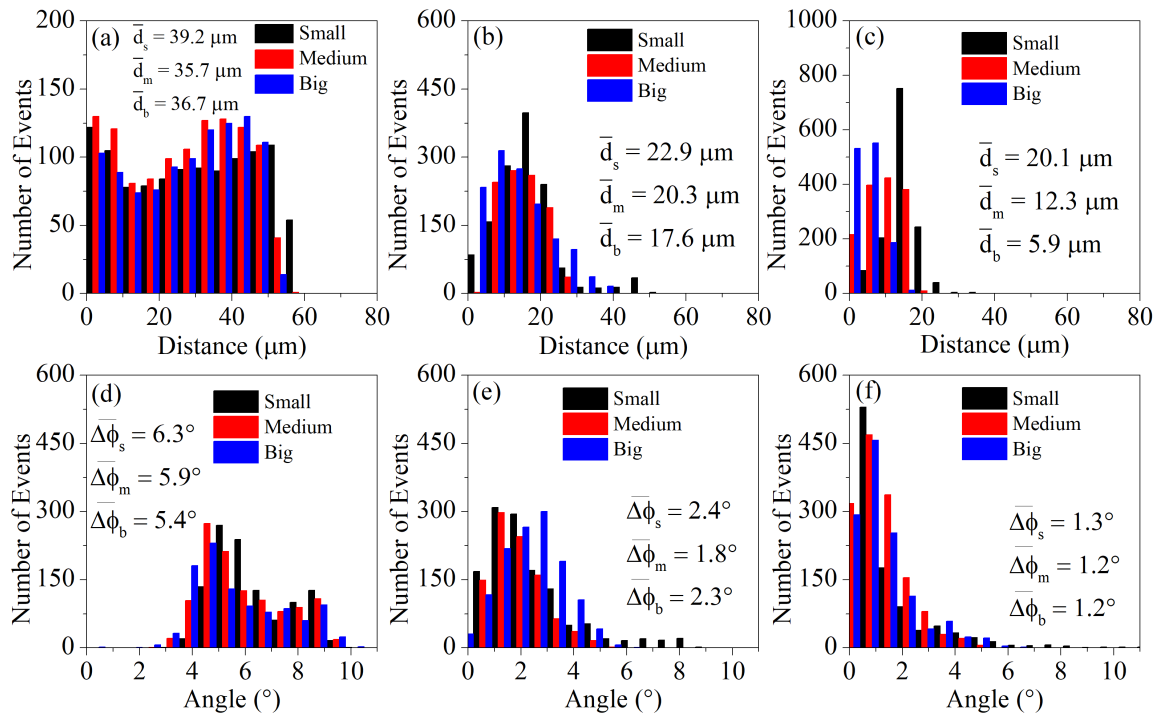 (a)
d̅s = 39.2 μm
d̅m = 35.7 μm
d̅b = 36.7 μm
Small
Medium
Big
200
150
100
50
0
0 20 40 60 80
Number of Events
Distance (μm)
(b)
Small
Medium
Big
d̅s = 22.9 μm
d̅m = 20.3 μm
d̅b = 17.6 μm
600
450
300
150
0
0 20 40 60 80
Number of Events
Distance (μm)
(c)
Small
Medium
Big
d̅s = 20.1 μm
d̅m = 12.3 μm
d̅b = 5.9 μm
1000
800
600
400
200
0
0 20 40 60 80
Number of Events
Distance (μm)
(d)
Small
Medium
Big
Δϕ̅s = 6.3°
Δϕ̅m = 5.9°
Δϕ̅b = 5.4°
600
450
300
150
0
0 2 4 6 8 10
Number of Events
Angle (°)
(e)
Small
Medium
Big
Δϕ̅s = 2.4°
Δϕ̅m = 1.8°
Δϕ̅b = 2.3°
600
450
300
150
0
0 2 4 6 8 10
Number of Events
Angle (°)
(f)
Small
Medium
Big
Δϕ̅s = 1.3°
Δϕ̅m = 1.2°
Δϕ̅b = 1.2°
600
450
300
150
0
0 2 4 6 8 10
Number of Events
Angle (°)